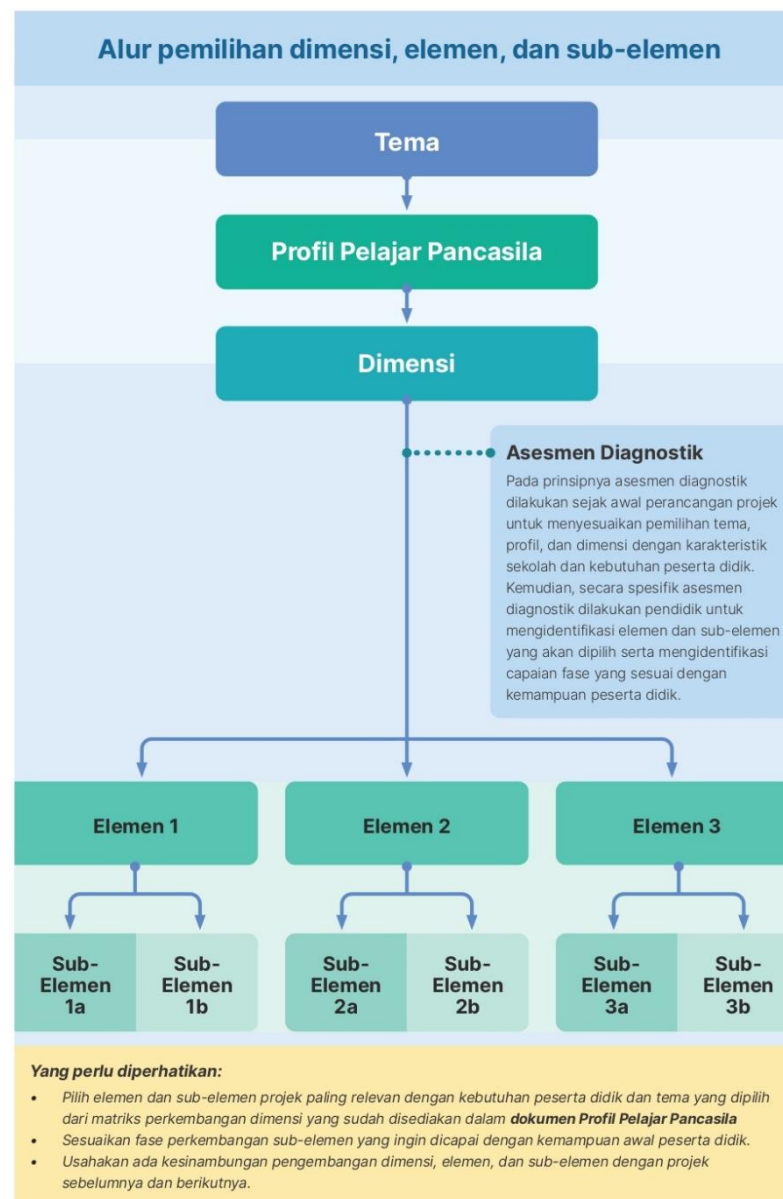 Alur pemilihan dimensi, elemen, dan sub-elemen
Tema
Profil Pelajar Pancasila
Dimensi
Asesmen Diagnostik
Pada prinsipnya asesmen diagnostik
dilakukan sejak awal perancangan projek
untuk menyesuaikan pemilihan tema,
profil, dan dimensi dengan karakteristik
sekolah dan kebutuhan peserta didik.
Kemudian, secara spesifik asesmen
diagnostik dilakukan pendidik untuk
mengidentifikasi elemen dan sub-elemen
yang akan dipilih serta mengidentifikasi
capaian fase yang sesuai dengan
kemampuan peserta didik.
Elemen 1
Elemen 2
Elemen 3
Sub-
Elemen
1a
Sub-
Elemen
1b
Sub-
Elemen
2a
Sub-
Elemen
2b
Sub-
Elemen
3a
Sub-
Elemen
3b
Yang perlu diperhatikan:
• Pilih elemen dan sub-elemen projek paling relevan dengan kebutuhan peserta didik dan tema yang dipilih
dari matriks perkembangan dimensi yang sudah disediakan dalam dokumen Profil Pelajar Pancasila
• Sesuaikan fase perkembangan sub-elemen yang ingin dicapai dengan kemampuan awal peserta didik.
• Usahakan ada kesinambungan pengembangan dimensi, elemen, dan sub-elemen dengan projek
sebelumnya dan berikutnya.